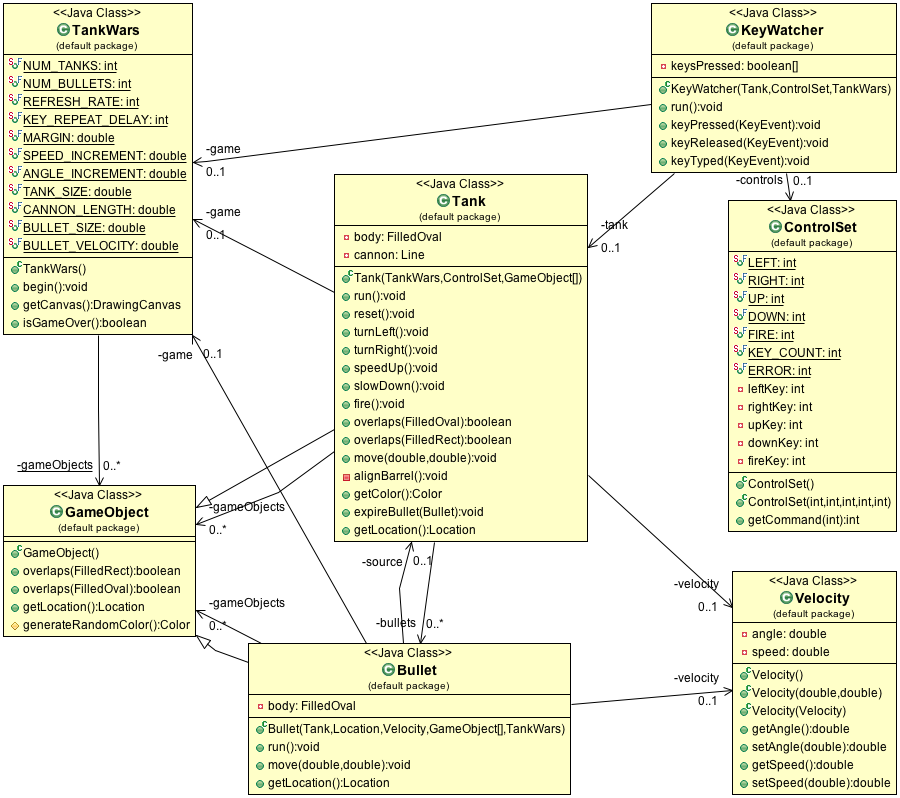 <<Java Class>>
TankWars
(default package)
NUM_TANKS: int
NUM_BULLETS: int
REFRESH_RATE: int
KEY_REPEAT_DELAY: int
MARGIN: double
SPEED_INCREMENT: double
ANGLE_INCREMENT: double
TANK_SIZE: double
CANNON_LENGTH: double
BULLET_SIZE: double
BULLET_VELOCITY: double
TankWars()
begin():void
getCanvas():DrawingCanvas
isGameOver():boolean
<<Java Class>>
KeyWatcher
(default package)
keysPressed: boolean[]
KeyWatcher(Tank,ControlSet,TankWars)
run():void
keyPressed(KeyEvent):void
keyReleased(KeyEvent):void
keyTyped(KeyEvent):void
-game
0..1
-game
0..1
-game
0..1
-tank
0..1
-controls
0..1
<<Java Class>>
Tank
(default package)
body: FilledOval
cannon: Line
Tank(TankWars,ControlSet,GameObject[])
run():void
reset():void
turnLeft():void
turnRight():void
speedUp():void
slowDown():void
fire():void
overlaps(FilledOval):boolean
overlaps(FilledRect):boolean
move(double,double):void
alignBarrel():void
getColor():Color
expireBullet(Bullet):void
getLocation():Location
<<Java Class>>
ControlSet
(default package)
LEFT: int
RIGHT: int
UP: int
DOWN: int
FIRE: int
KEY_COUNT: int
ERROR: int
leftKey: int
rightKey: int
upKey: int
downKey: int
fireKey: int
ControlSet()
ControlSet(int,int,int,int,int)
getCommand(int):int
-gameObjects
0..*
<<Java Class>>
GameObject
(default package)
GameObject()
overlaps(FilledRect):boolean
overlaps(FilledOval):boolean
getLocation():Location
generateRandomColor():Color
-gameObjects
0..*
-gameObjects
0..*
-source
0..1
-bullets
0..*
-velocity
0..1
-velocity
0..1
<<Java Class>>
Bullet
(default package)
body: FilledOval
Bullet(Tank,Location,Velocity,GameObject[],TankWars)
run():void
move(double,double):void
getLocation():Location
<<Java Class>>
Velocity
(default package)
angle: double
speed: double
Velocity()
Velocity(double,double)
Velocity(Velocity)
getAngle():double
setAngle(double):double
getSpeed():double
setSpeed(double):double